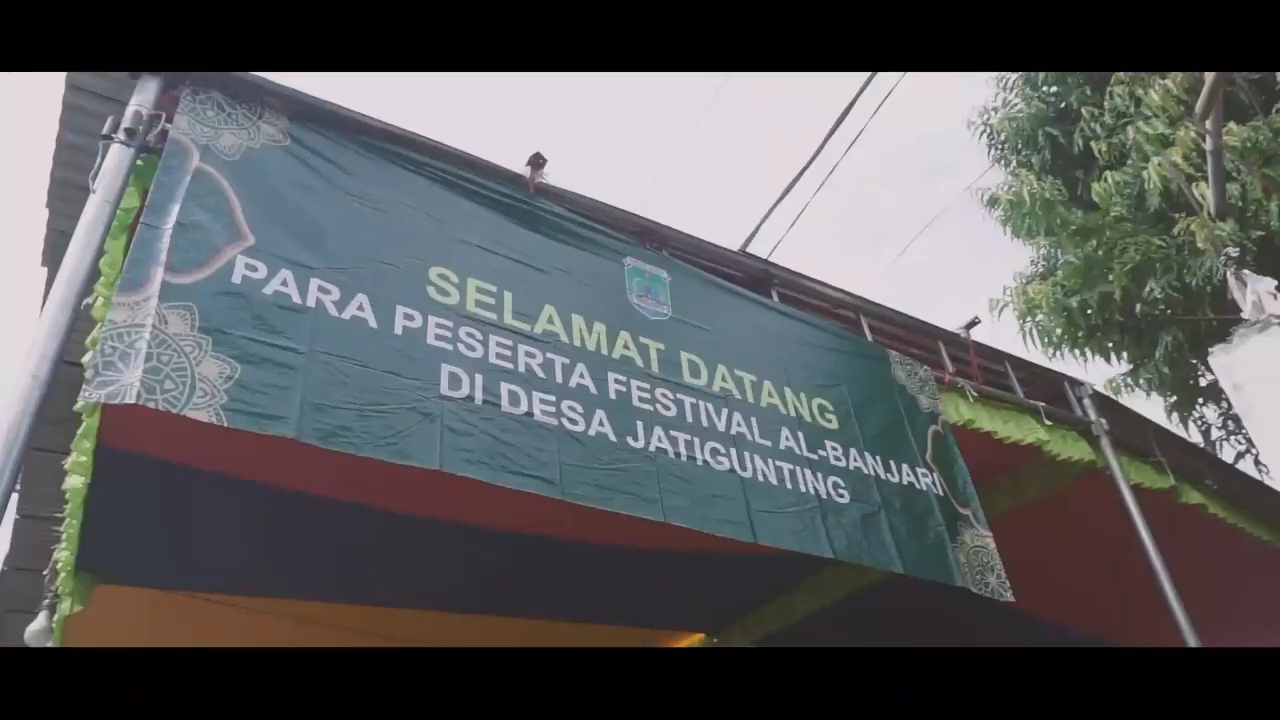 SELAMAT DATANG
PARA PESERTA FESTIVAL AL-BANJARI
DI DESA JATIGUNTING